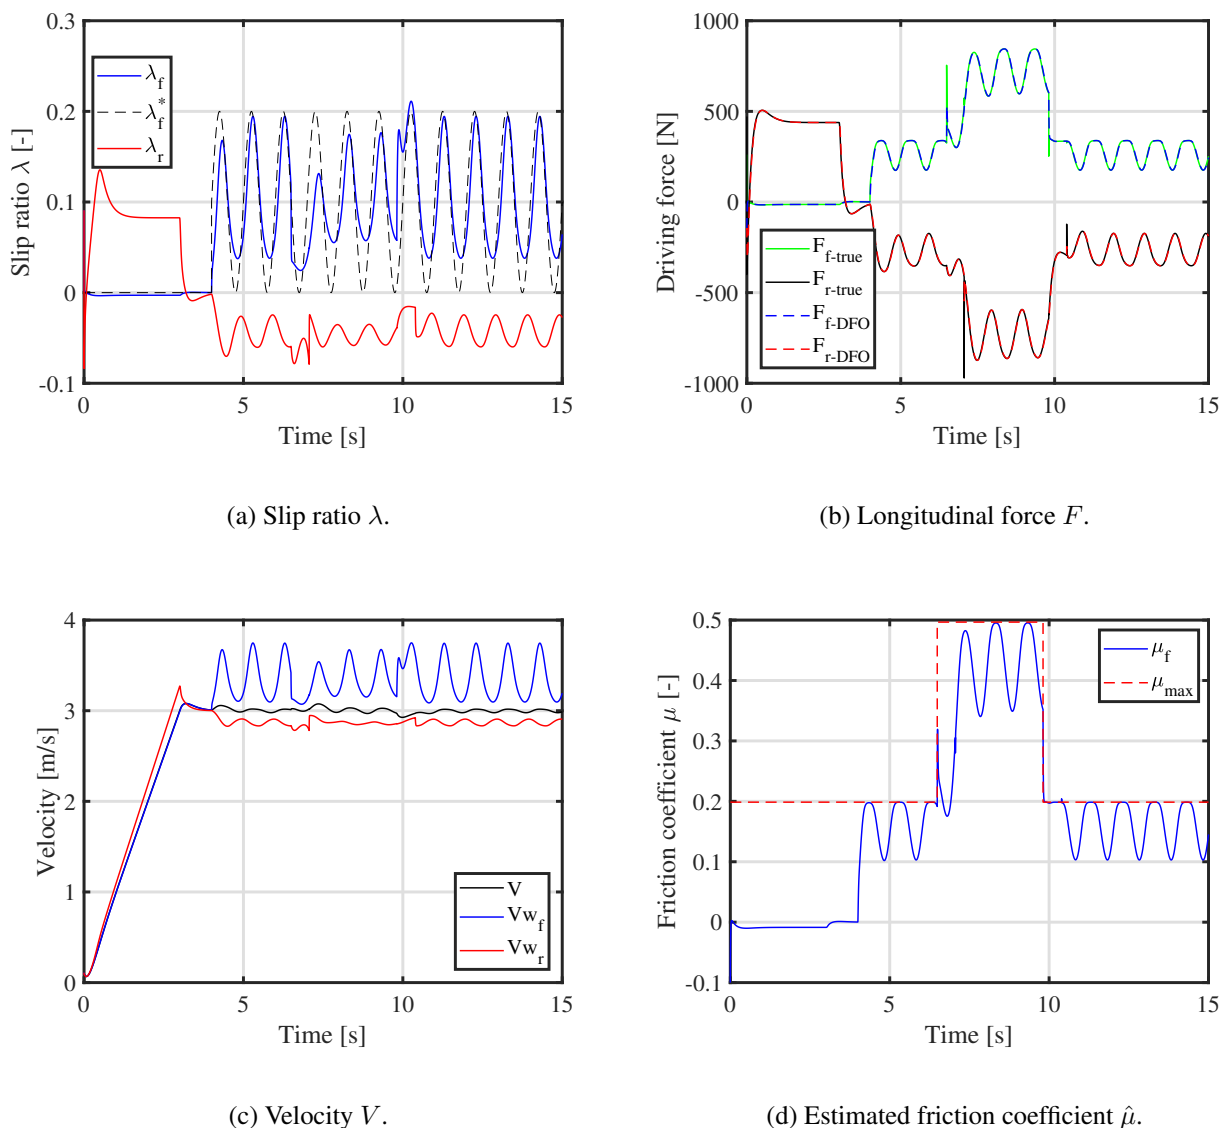 0.3
0.2
0.1
0
-0.1
Slip ratio λ [-]
λf
λ*f
λr
0 5 10 15
Time [s]
(a) Slip ratio λ.
1000
500
0
-500
-1000
Driving force [N]
Ff-true
Fr-true
Ff-DFO
Fr-DFO
0 5 10 15
Time [s]
(b) Longitudinal force F.
4
3
2
1
0
Velocity [m/s]
V
Vwf
Vwr
0 5 10 15
Time [s]
(c) Velocity V.
0.5
0.4
0.3
0.2
0.1
0
-0.1
Friction coefficient μ [-]
μf
μmax
0 5 10 15
Time [s]
(d) Estimated friction coefficient μ̂.